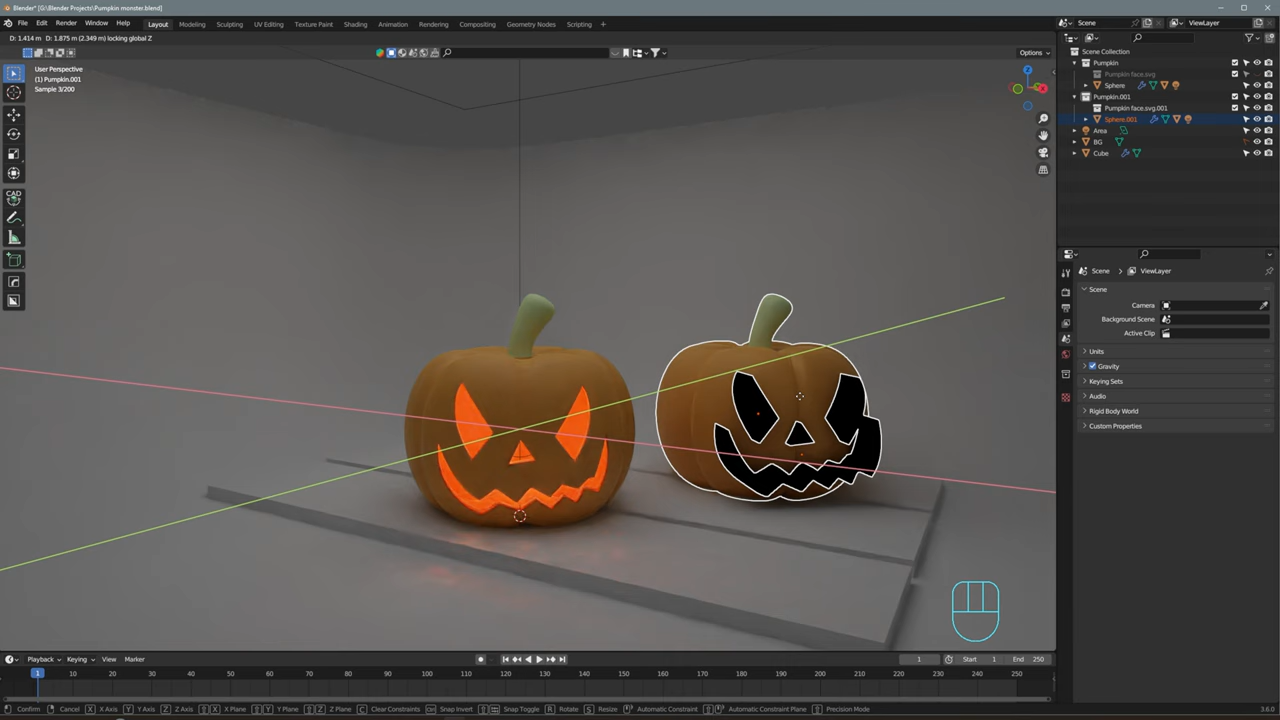 Blender* [G:\Blender Projects\Pumpkin monster.blend]
File Edit Render Window Help Layout Modeling Sculpting UV Editing Texture Paint Shading Animation Rendering Compositing Geometry Nodes Scripting + Scene ViewLayer
D: 1.414 m D: 1.875 m (2.349 m) locking global Z
Options
User Perspective
(1) Pumpkin.001
Sample 3/200
CAD
Z
Scene Collection
Pumpkin
Pumpkin face.svg
Sphere
Pumpkin.001
Pumpkin face.svg.001
Sphere.001
Area
BG
Cube
Scene > ViewLayer
Scene
Camera
Background Scene
Active Clip
Units
Gravity
Keying Sets
Audio
Rigid Body World
Custom Properties
Playback Keying View Marker 1 Start 1 End 250
1 10 20 30 40 50 60 70 80 90 100 110 120 130 140 150 160 170 180 190 200 210 220 230 240 250
Confirm Cancel X X Axis Y Y Axis Z Z Axis X X Plane Y Y Plane Z Z Plane C Clear Constraints Snap Invert Snap Toggle G Move R Rotate S Resize Automatic Constraint Automatic Constraint Plane Precision Mode 3.6.0